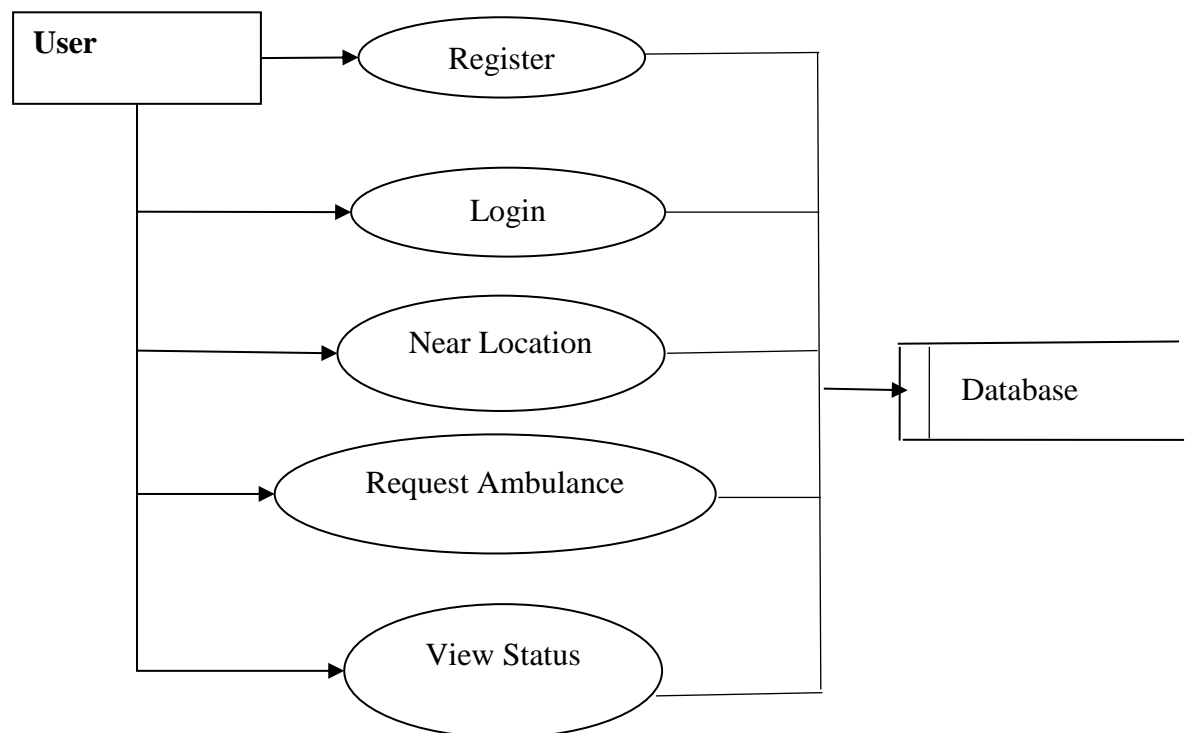 User
Register
Login
Near Location
Database
Request Ambulance
View Status